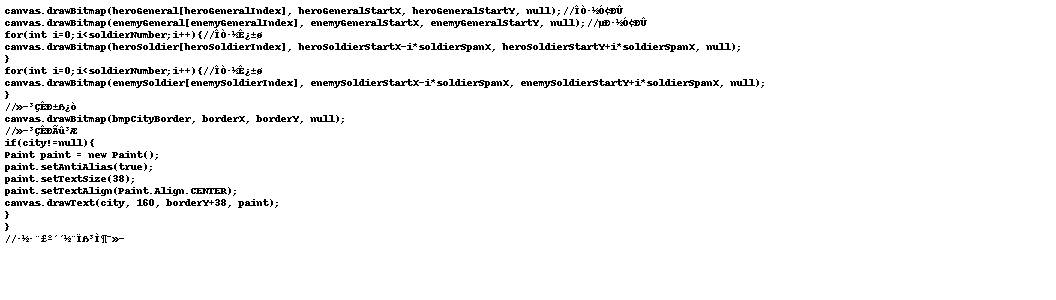 canvas.drawBitmap(heroGeneral[heroGeneralIndex], heroGeneralStartX, heroGeneralStartY, null);//ÎÒ·½Ó¢ÐÛ
canvas.drawBitmap(enemyGeneral[enemyGeneralIndex], enemyGeneralStartX, enemyGeneralStartY, null);//µÐ·½Ó¢ÐÛ
for(int i=0;i<soldierNumber;i++){//ÎÒ·½Ê¿±ø
canvas.drawBitmap(heroSoldier[heroSoldierIndex], heroSoldierStartX-i*soldierSpanX, heroSoldierStartY+i*soldierSpanX, null);
}
for(int i=0;i<soldierNumber;i++){//ÎÒ·½Ê¿±ø
canvas.drawBitmap(enemySoldier[enemySoldierIndex], enemySoldierStartX-i*soldierSpanX, enemySoldierStartY+i*soldierSpanX, null);
}
//»­³ÇÊÐ±ß¿ò
canvas.drawBitmap(bmpCityBorder, borderX, borderY, null);
//»­³ÇÊÐÃû³Æ
if(city!=null){
Paint paint = new Paint();
paint.setAntiAlias(true);
paint.setTextSize(38);
paint.setTextAlign(Paint.Align.CENTER);
canvas.drawText(city, 160, borderY+38, paint);
}
}
//·½·¨£º´´½¨Ïß³Ì¶¯»­